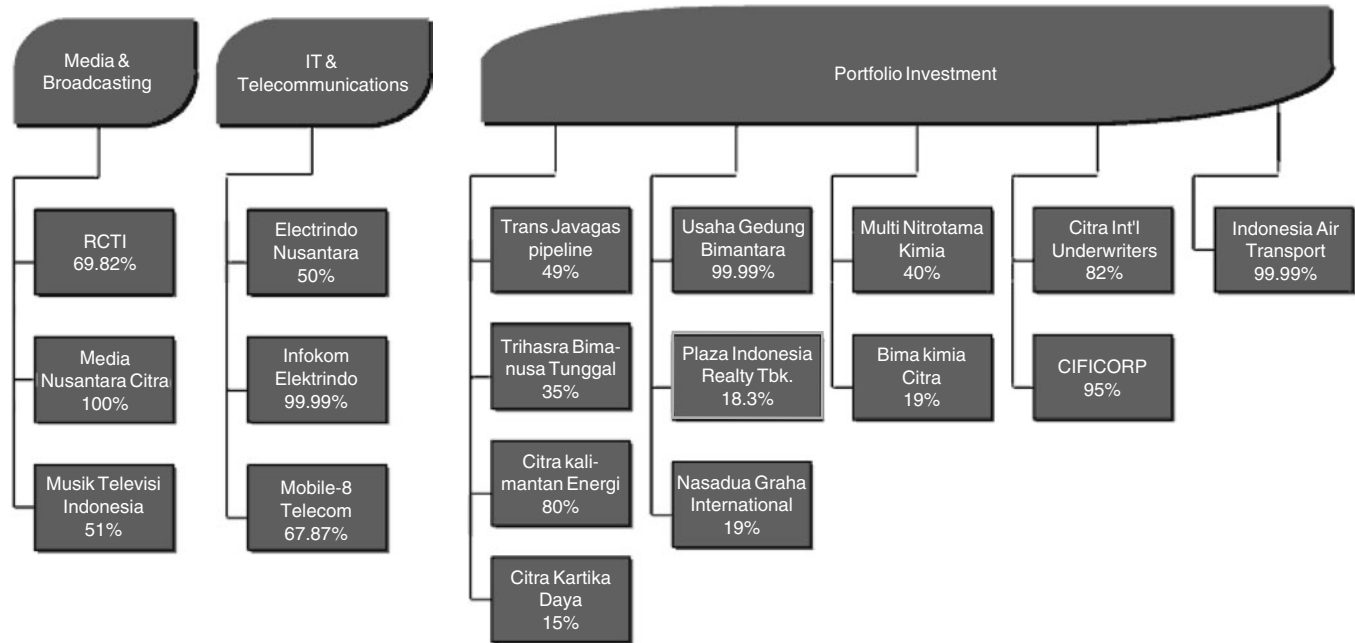 Media &
Broadcasting
RCTI
69.82%
Media
Nusantara Citra
100%
Musik Televisi
Indonesia
51%
IT &
Telecommunications
Electrindo
Nusantara
50%
Infokom
Elektrindo
99.99%
Mobile-8
Telecom
67.87%
Portfolio Investment
Trans Javagas
pipeline
49%
Trihasra Bima-
nusa Tunggal
35%
Citra kali-
mantan Energi
80%
Citra Kartika
Daya
15%
Usaha Gedung
Bimantara
99.99%
Plaza Indonesia
Realty Tbk.
18.3%
Nasadua Graha
International
19%
Multi Nitrotama
Kimia
40%
Bima kimia
Citra
19%
Citra Int'l
Underwriters
82%
CIFICORP
95%
Indonesia Air
Transport
99.99%